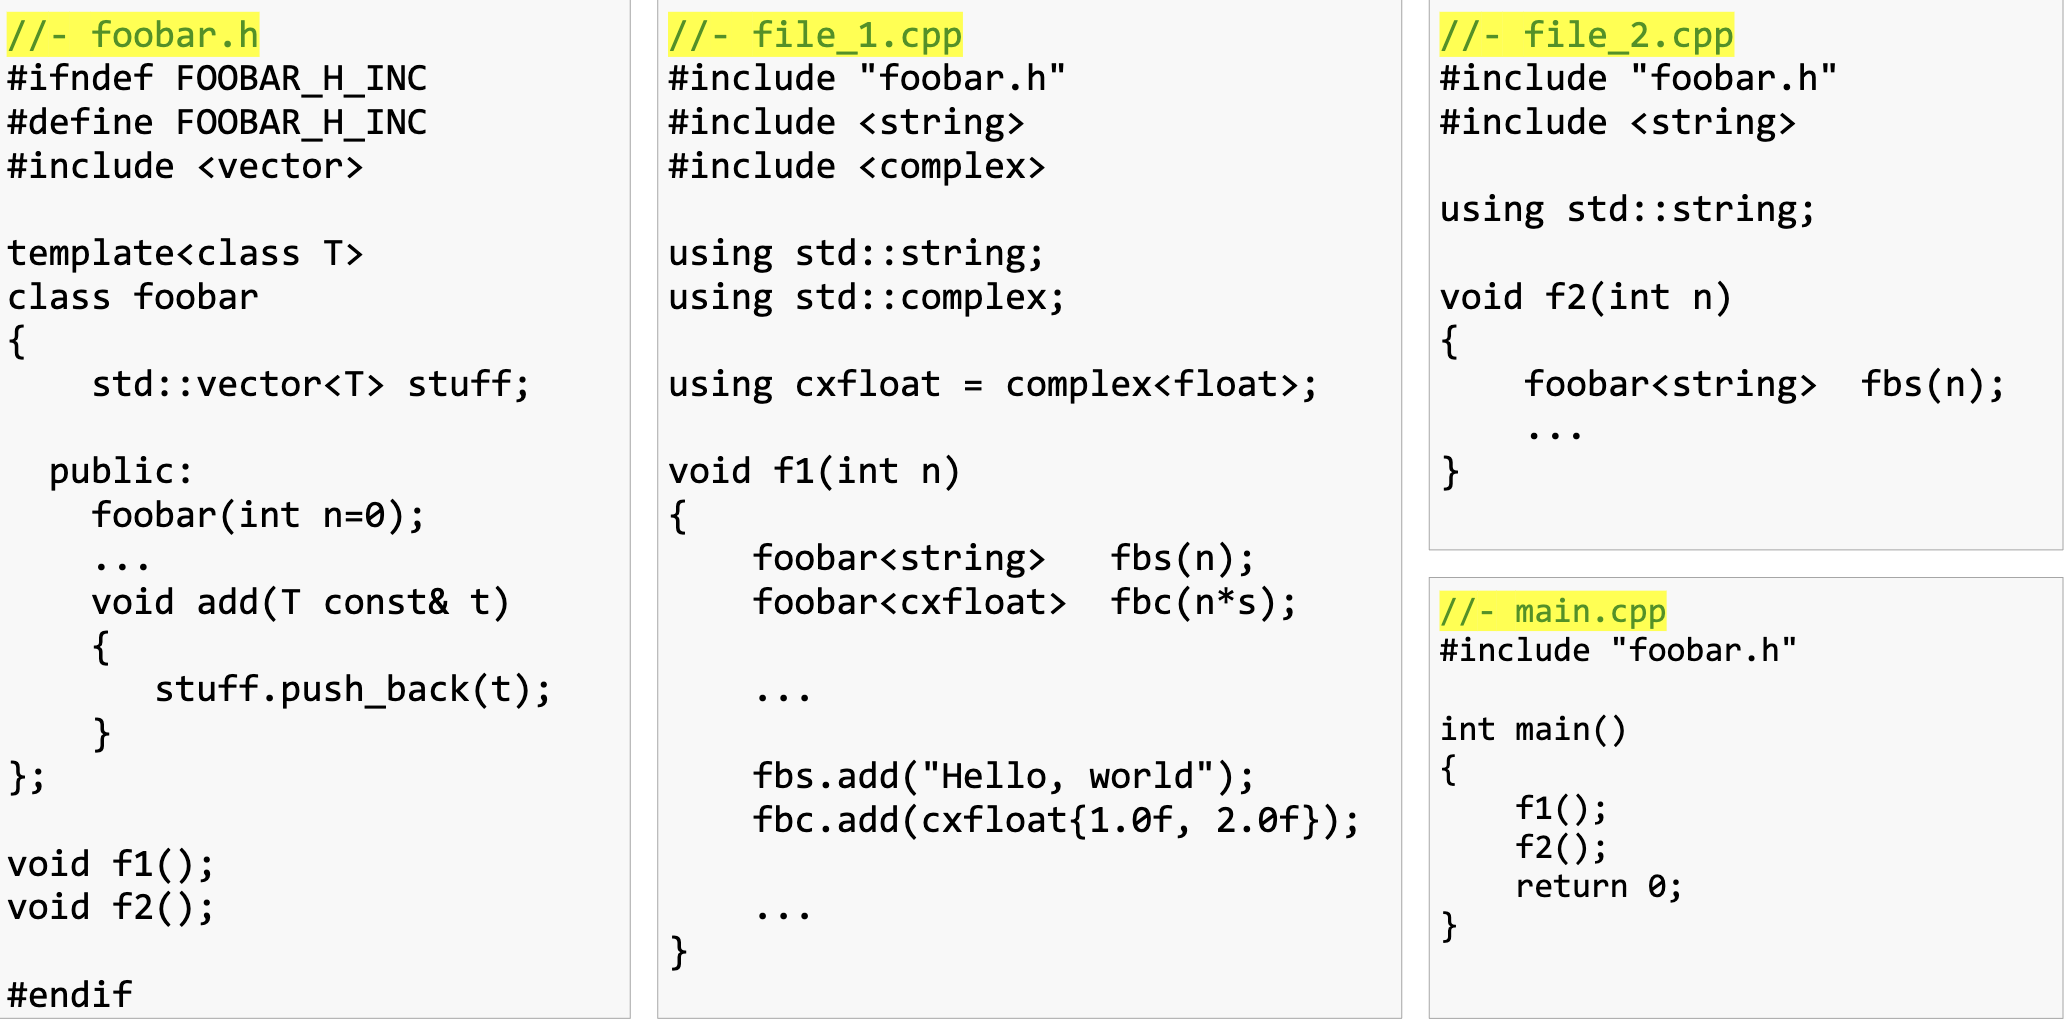 //- foobar.h
#ifndef FOOBAR_H_INC
#define FOOBAR_H_INC
#include <vector>

template<class T>
class foobar
{
    std::vector<T> stuff;

  public:
    foobar(int n=0);
    ...
    void add(T const& t)
    {
       stuff.push_back(t);
    }
};

void f1();
void f2();

#endif

//- file_1.cpp
#include "foobar.h"
#include <string>
#include <complex>

using std::string;
using std::complex;

using cxfloat = complex<float>;

void f1(int n)
{
    foobar<string>   fbs(n);
    foobar<cxfloat>  fbc(n*s);

    ...

    fbs.add("Hello, world");
    fbc.add(cxfloat{1.0f, 2.0f});

    ...
}

//- file_2.cpp
#include "foobar.h"
#include <string>

using std::string;

void f2(int n)
{
    foobar<string>  fbs(n);
    ...
}

//- main.cpp
#include "foobar.h"

int main()
{
    f1();
    f2();
    return 0;
}